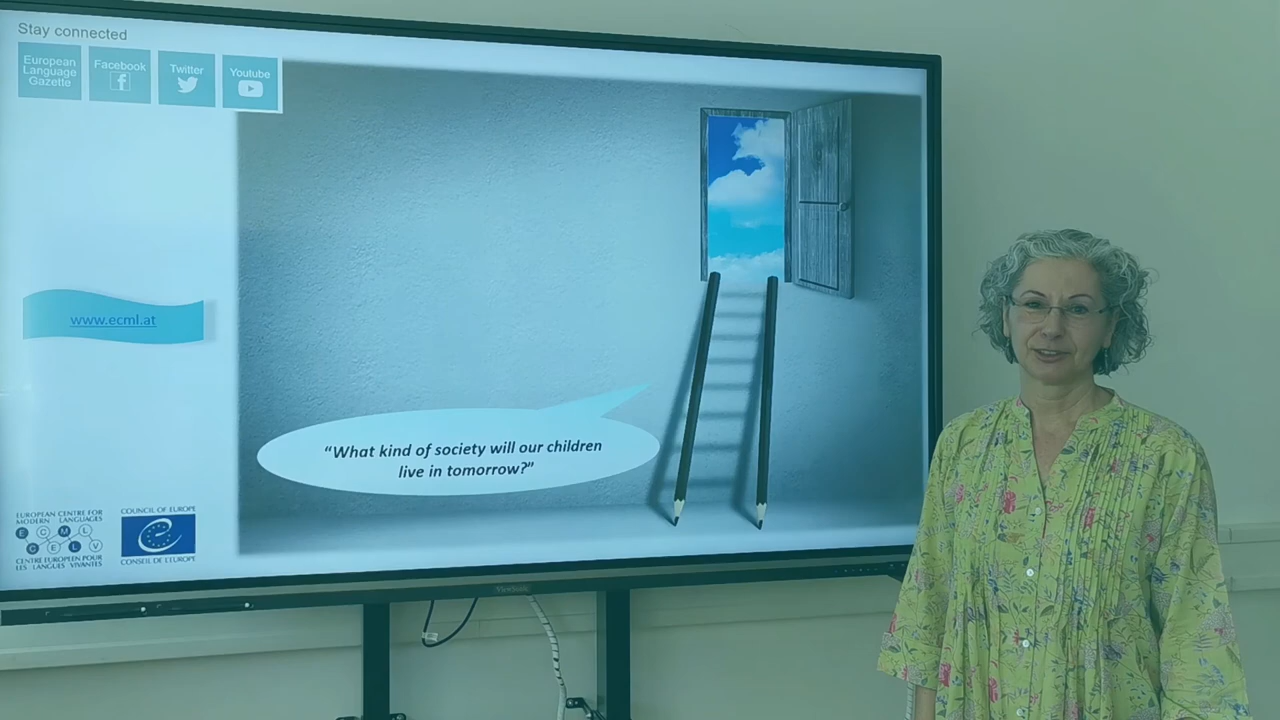 Stay connected
European
Language
Gazette
Facebook
Twitter
Youtube
www.ecml.at
“What kind of society will our children
live in tomorrow?”
EUROPEAN CENTRE FOR
MODERN LANGUAGES
E C M L
C E L V
CENTRE EUROPEEN POUR
LES LANGUES VIVANTES
COUNCIL OF EUROPE
CONSEIL DE L'EUROPE
ViewSonic